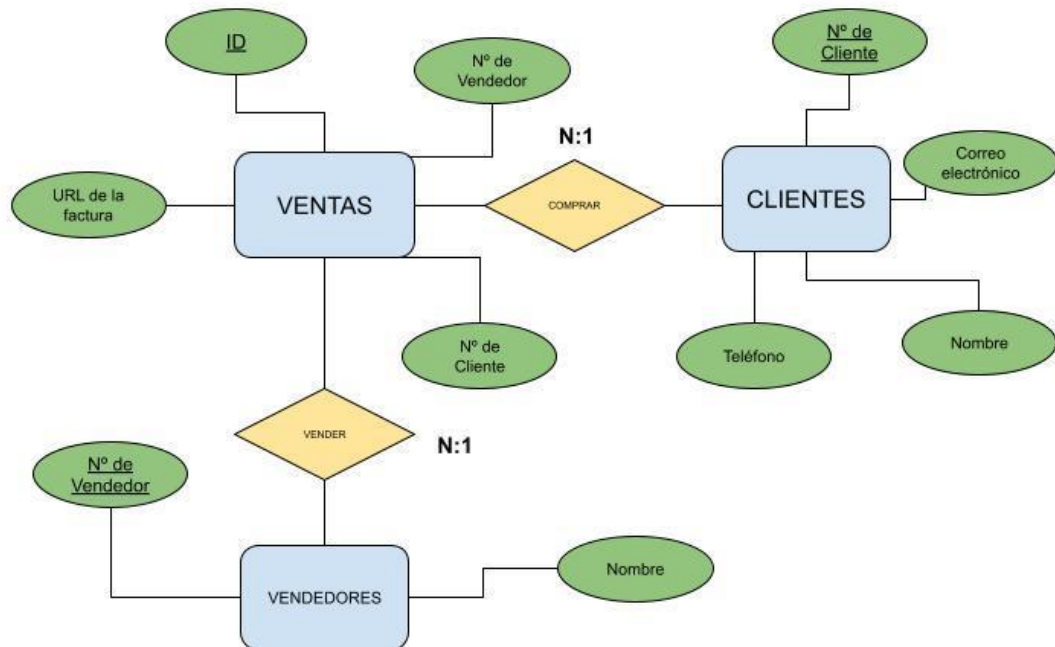 ID
Nº de
Vendedor
Nº de
Cliente
N:1
URL de la
factura
VENTAS
COMPRAR
CLIENTES
Correo
electrónico
Nº de
Cliente
Teléfono
Nombre
VENDER
N:1
Nº de
Vendedor
VENDEDORES
Nombre